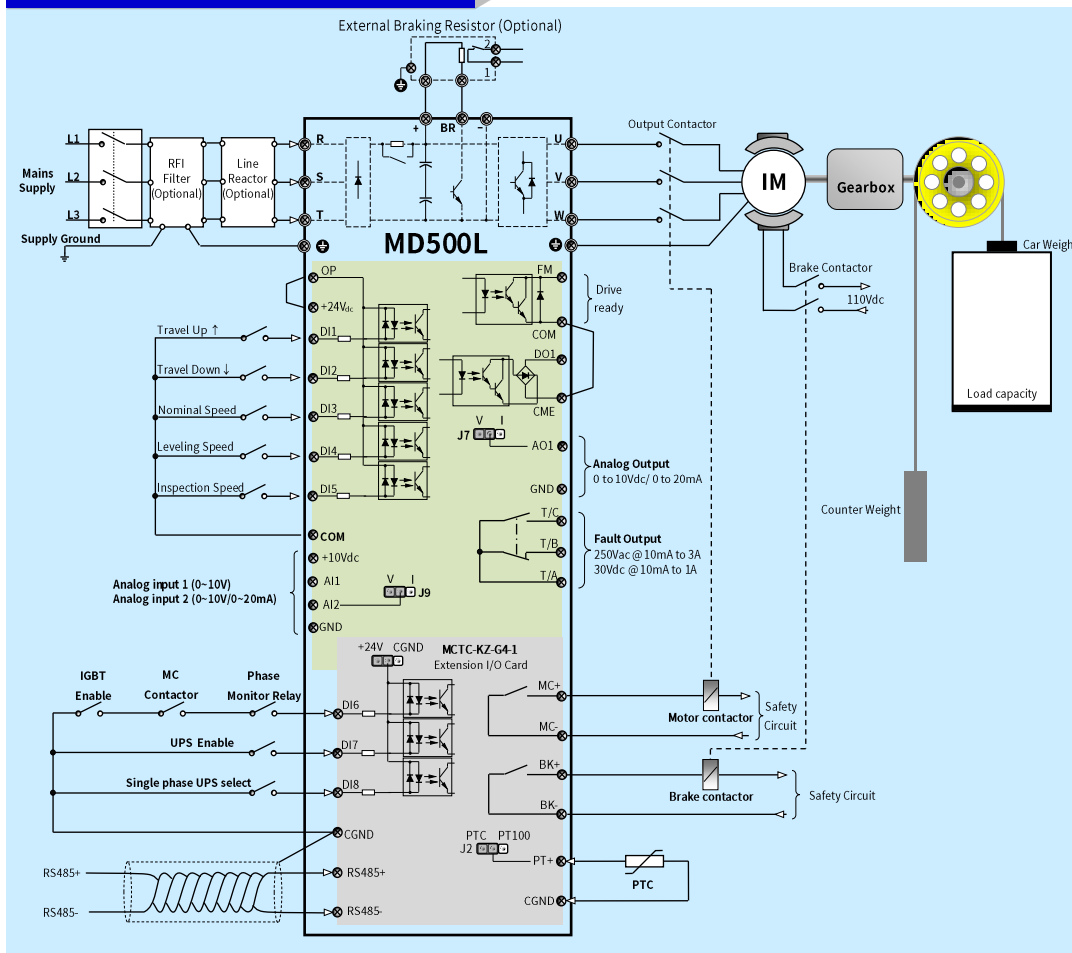 External Braking Resistor (Optional)
2
1
+
BR
–
L1
L2
L3
Mains
Supply
Supply Ground
RFI
Filter
(Optional)
Line
Reactor
(Optional)
R
S
T
U
V
W
MD500L
Output Contactor
IM
Gearbox
Brake Contactor
110Vdc
Car Weigh
Load capacity
Counter Weight
OP
+24Vdc
DI1
DI2
DI3
DI4
DI5
COM
+10Vdc
AI1
AI2
GND
Travel Up ↑
Travel Down ↓
Nominal Speed
Leveling Speed
Inspection Speed
Analog input 1 (0~10V)
Analog input 2 (0~10V/0~20mA)
V I
J9
FM
COM
Drive
ready
DO1
CME
V I
J7
AO1
GND
Analog Output
0 to 10Vdc/ 0 to 20mA
T/C
T/B
T/A
Fault Output
250Vac @ 10mA to 3A
30Vdc @ 10mA to 1A
+24V CGND
MCTC-KZ-G4-1
Extension I/O Card
IGBT
Enable
MC
Contactor
Phase
Monitor Relay
UPS Enable
Single phase UPS select
DI6
DI7
DI8
CGND
RS485+
RS485-
RS485+
RS485-
MC+
MC-
Motor contactor
Safety
Circuit
BK+
BK-
Brake contactor
Safety Circuit
PTC PT100
J2
PT+
CGND
PTC